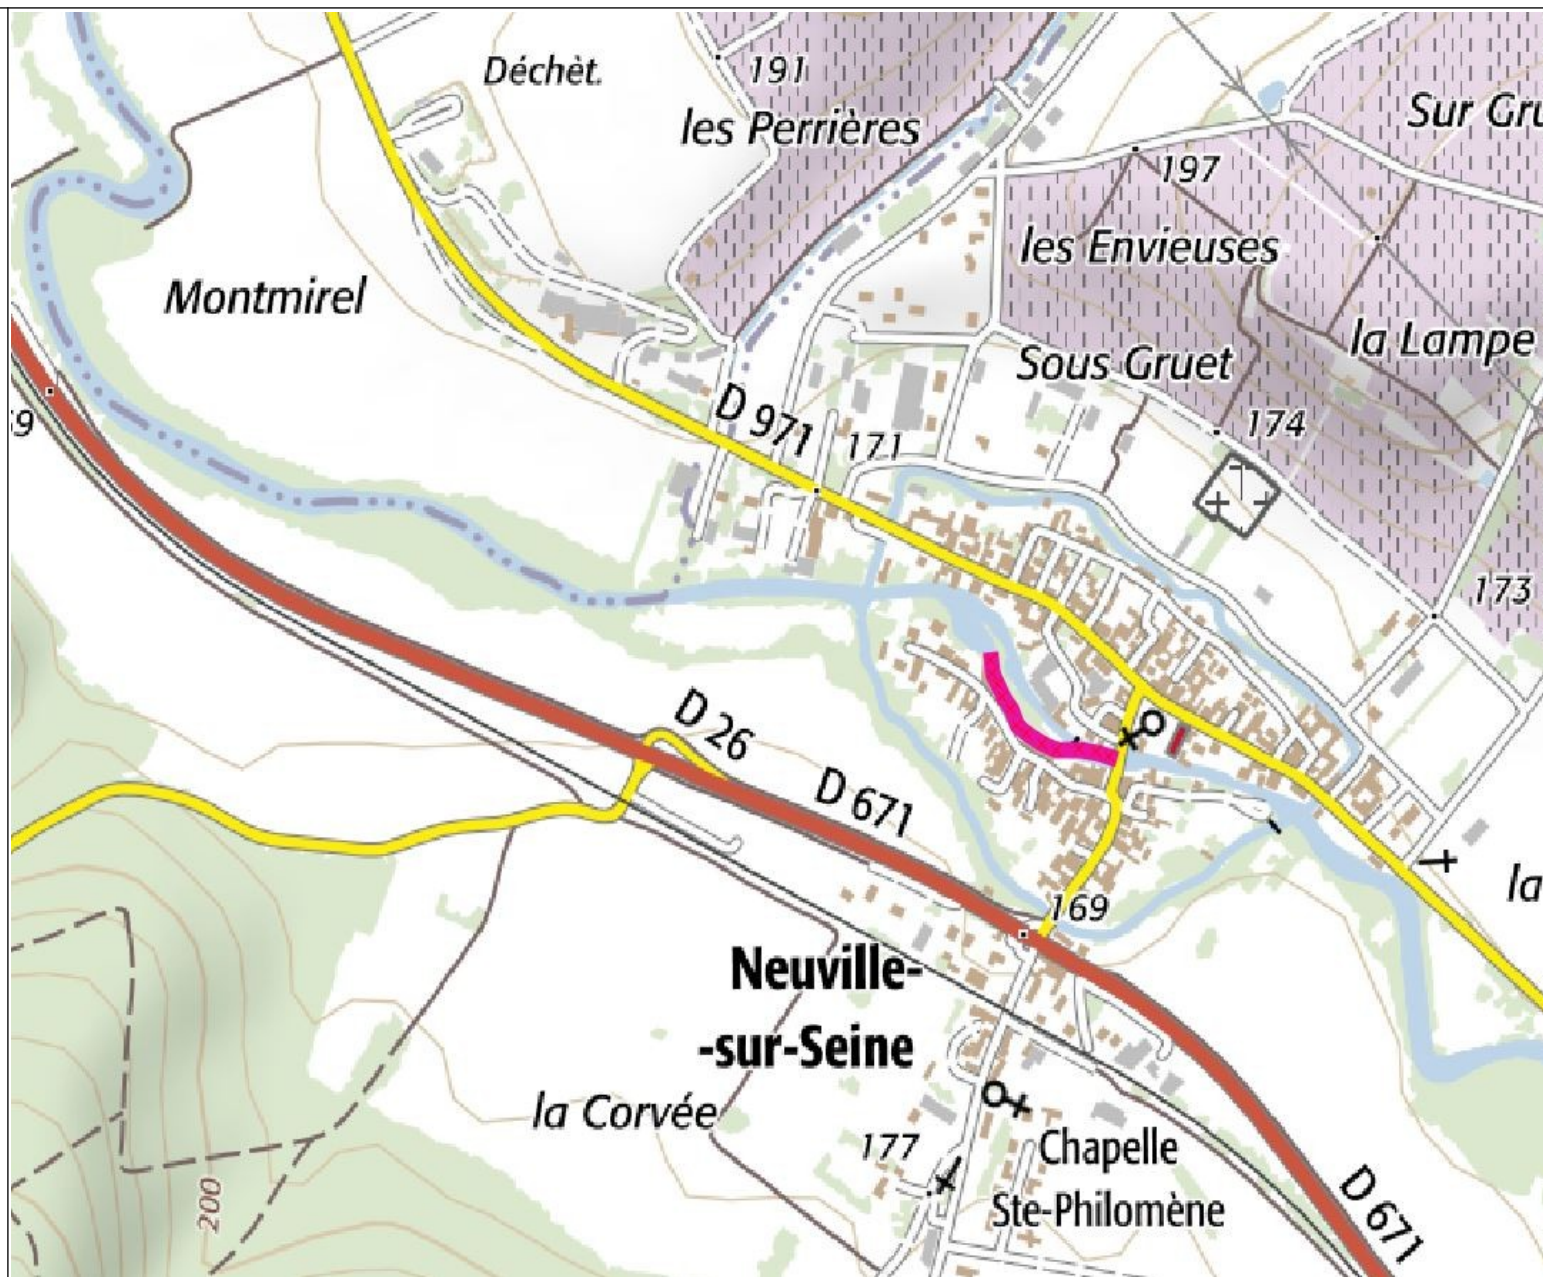 Déchèt.
191
les Perrières
Sur Gru
197
les Envieuses
Montmirel
la Lampe
Sous Gruet
D 971
171
174
59
173
D 26
D 671
la
169
Neuville-
-sur-Seine
la Corvée
177
Chapelle
Ste-Philomène
200
D 671